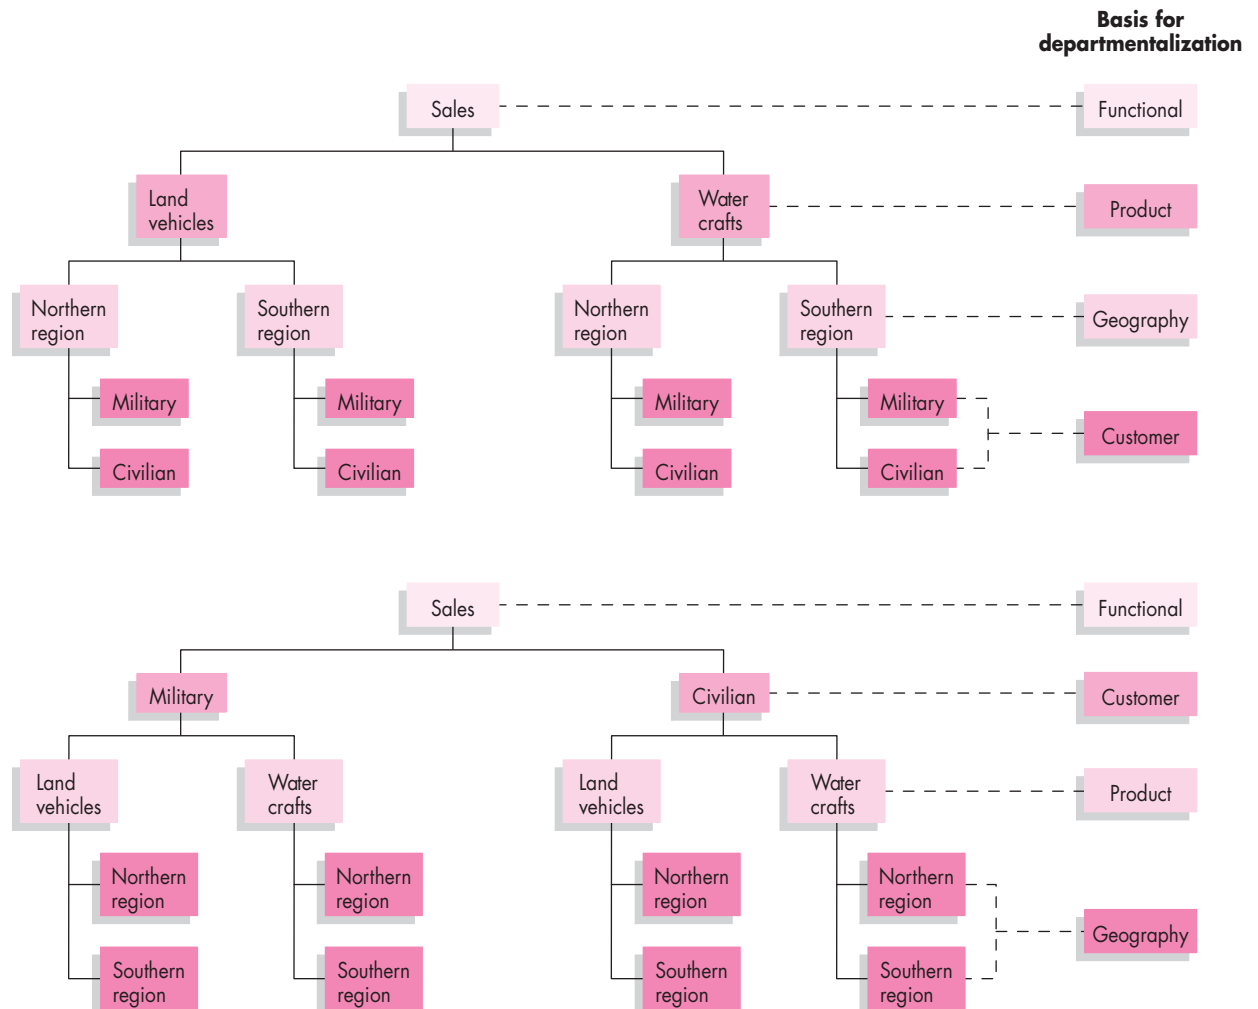 Basis for
departmentalization
Sales
Functional
Land
vehicles
Water
crafts
Product
Northern
region
Southern
region
Northern
region
Southern
region
Geography
Military
Military
Military
Military
Customer
Civilian
Civilian
Civilian
Civilian
Sales
Functional
Military
Civilian
Customer
Land
vehicles
Water
crafts
Land
vehicles
Water
crafts
Product
Northern
region
Northern
region
Northern
region
Northern
region
Geography
Southern
region
Southern
region
Southern
region
Southern
region